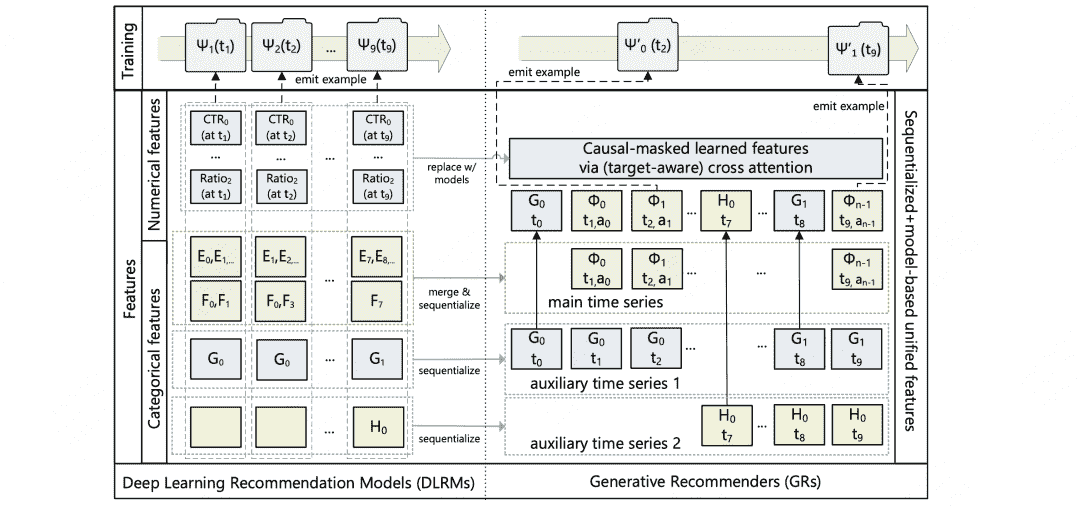 Training
Ψ1(t1)
Ψ2(t2)
...
Ψ9(t9)
emit example
Ψ'0 (t2)
Ψ'1 (t9)
emit example
emit example
Features
Numerical features
CTR0
(at t1)
CTR0
(at t2)
CTR0
(at t9)
...
...
...
...
Ratio2
(at t1)
Ratio2
(at t2)
Ratio2
(at t9)
replace w/
models
Causal-masked learned features
via (target-aware) cross attention
G0
t0
Φ0
t1,a0
Φ1
t2, a1
...
H0
t7
...
G1
t8
Φn-1
t9, an-1
Categorical features
E0,E1,...
E1,E2,...
E7,E8,...
...
F0,F1
F0,F3
F7
merge &
sequentialize
Φ0
t1,a0
Φ1
t2, a1
...
...
Φn-1
t9, an-1
main time series
G0
G0
...
G1
sequentialize
G0
t0
G0
t1
G0
t2
...
...
G1
t8
G1
t9
auxiliary time series 1
...
H0
sequentialize
H0
t7
...
H0
t8
H0
t9
auxiliary time series 2
Sequentialized+model-based unified features
Deep Learning Recommendation Models (DLRMs)
Generative Recommenders (GRs)